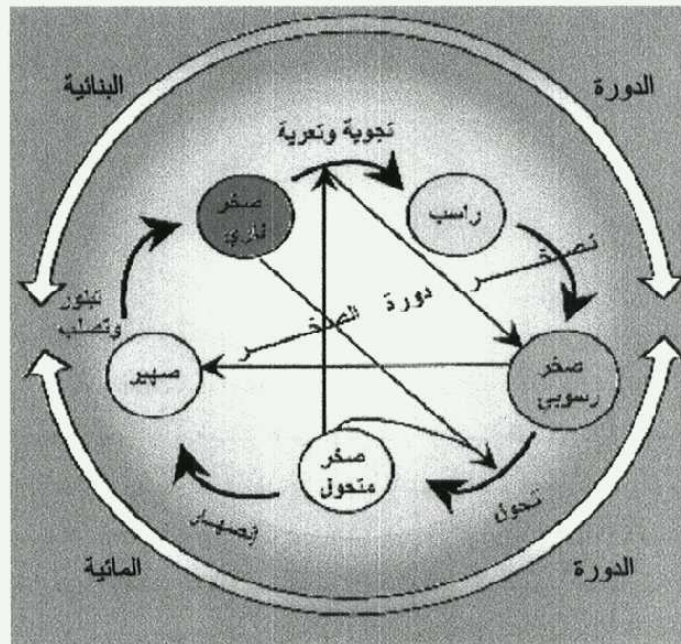 الدورة
البنائية
تجوية وتعرية
صخر
ناري
راسب
تصخر
دورة الصخر
تبلور
وتصلب
صهير
صخر
رسوبي
صخر
متحول
تحول
إنصهار
الدورة
المائية